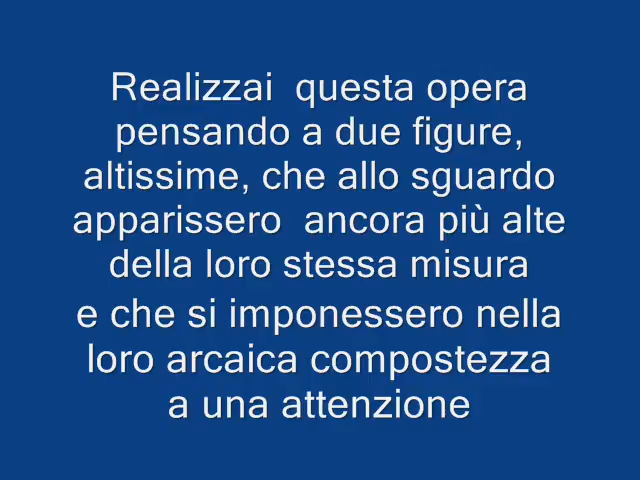 Realizzai  questa opera
pensando a due figure,
altissime, che allo sguardo
apparissero  ancora più alte
della loro stessa misura
e che si imponessero nella
loro arcaica compostezza
a una attenzione